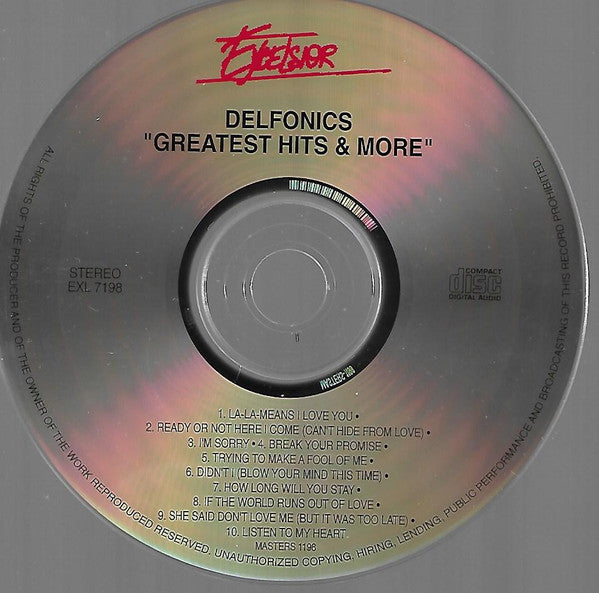 Excelsior
DELFONICS
"GREATEST HITS & MORE"
STEREO
EXL 7198
COMPACT
disc
DIGITAL AUDIO
1. LA-LA-MEANS I LOVE YOU •
2. READY OR NOT HERE I COME (CAN'T HIDE FROM LOVE) •
3. I'M SORRY • 4. BREAK YOUR PROMISE •
5. TRYING TO MAKE A FOOL OF ME •
6. DIDN'T I (BLOW YOUR MIND THIS TIME) •
7. HOW LONG WILL YOU STAY •
8. IF THE WORLD RUNS OUT OF LOVE •
9. SHE SAID DON'T LOVE ME (BUT IT WAS TOO LATE) •
10. LISTEN TO MY HEART.
MASTERS 1196
ALL RIGHTS OF THE PRODUCER AND OF THE OWNER OF THE WORK REPRODUCED RESERVED. UNAUTHORIZED COPYING, HIRING, LENDING, PUBLIC PERFORMANCE AND BROADCASTING OF THIS RECORD PROHIBITED.